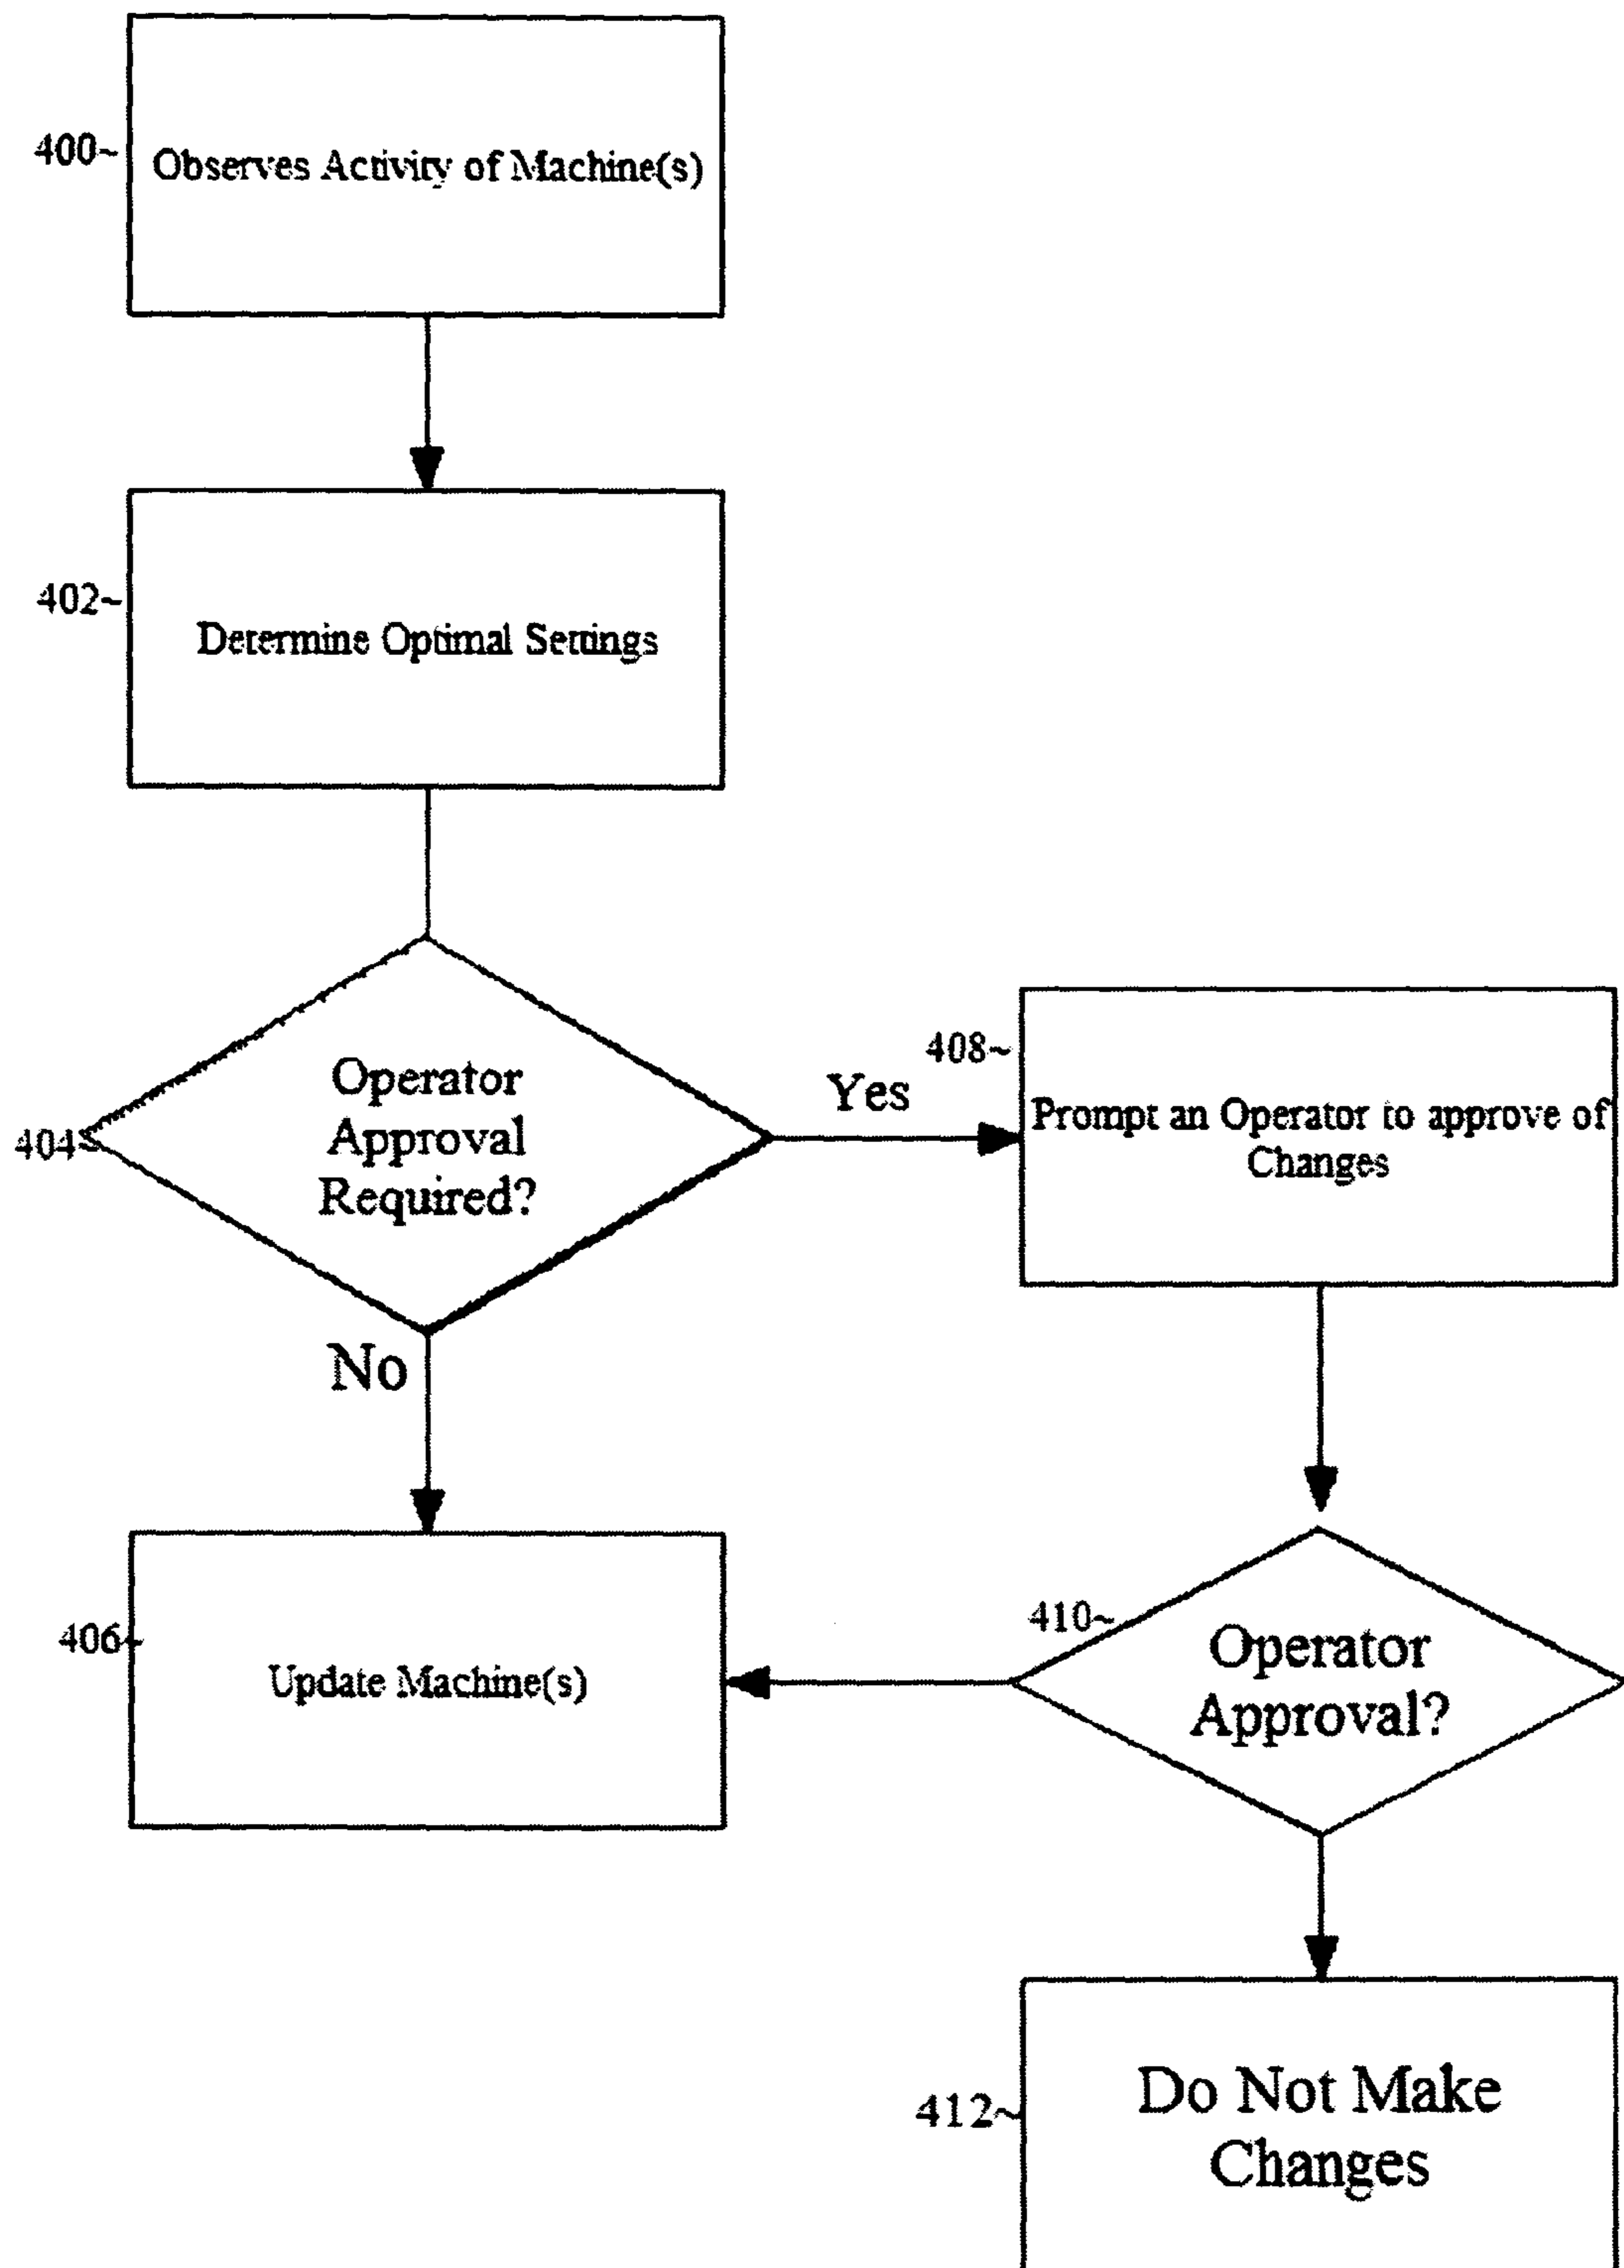 400~
Observes Activity of Machine(s)
402~
Determine Optimal Settings
404~
Operator
Approval
Required?
Yes
No
408~
Prompt an Operator to approve of
Changes
406~
Update Machine(s)
410~
Operator
Approval?
412~
Do Not Make
Changes